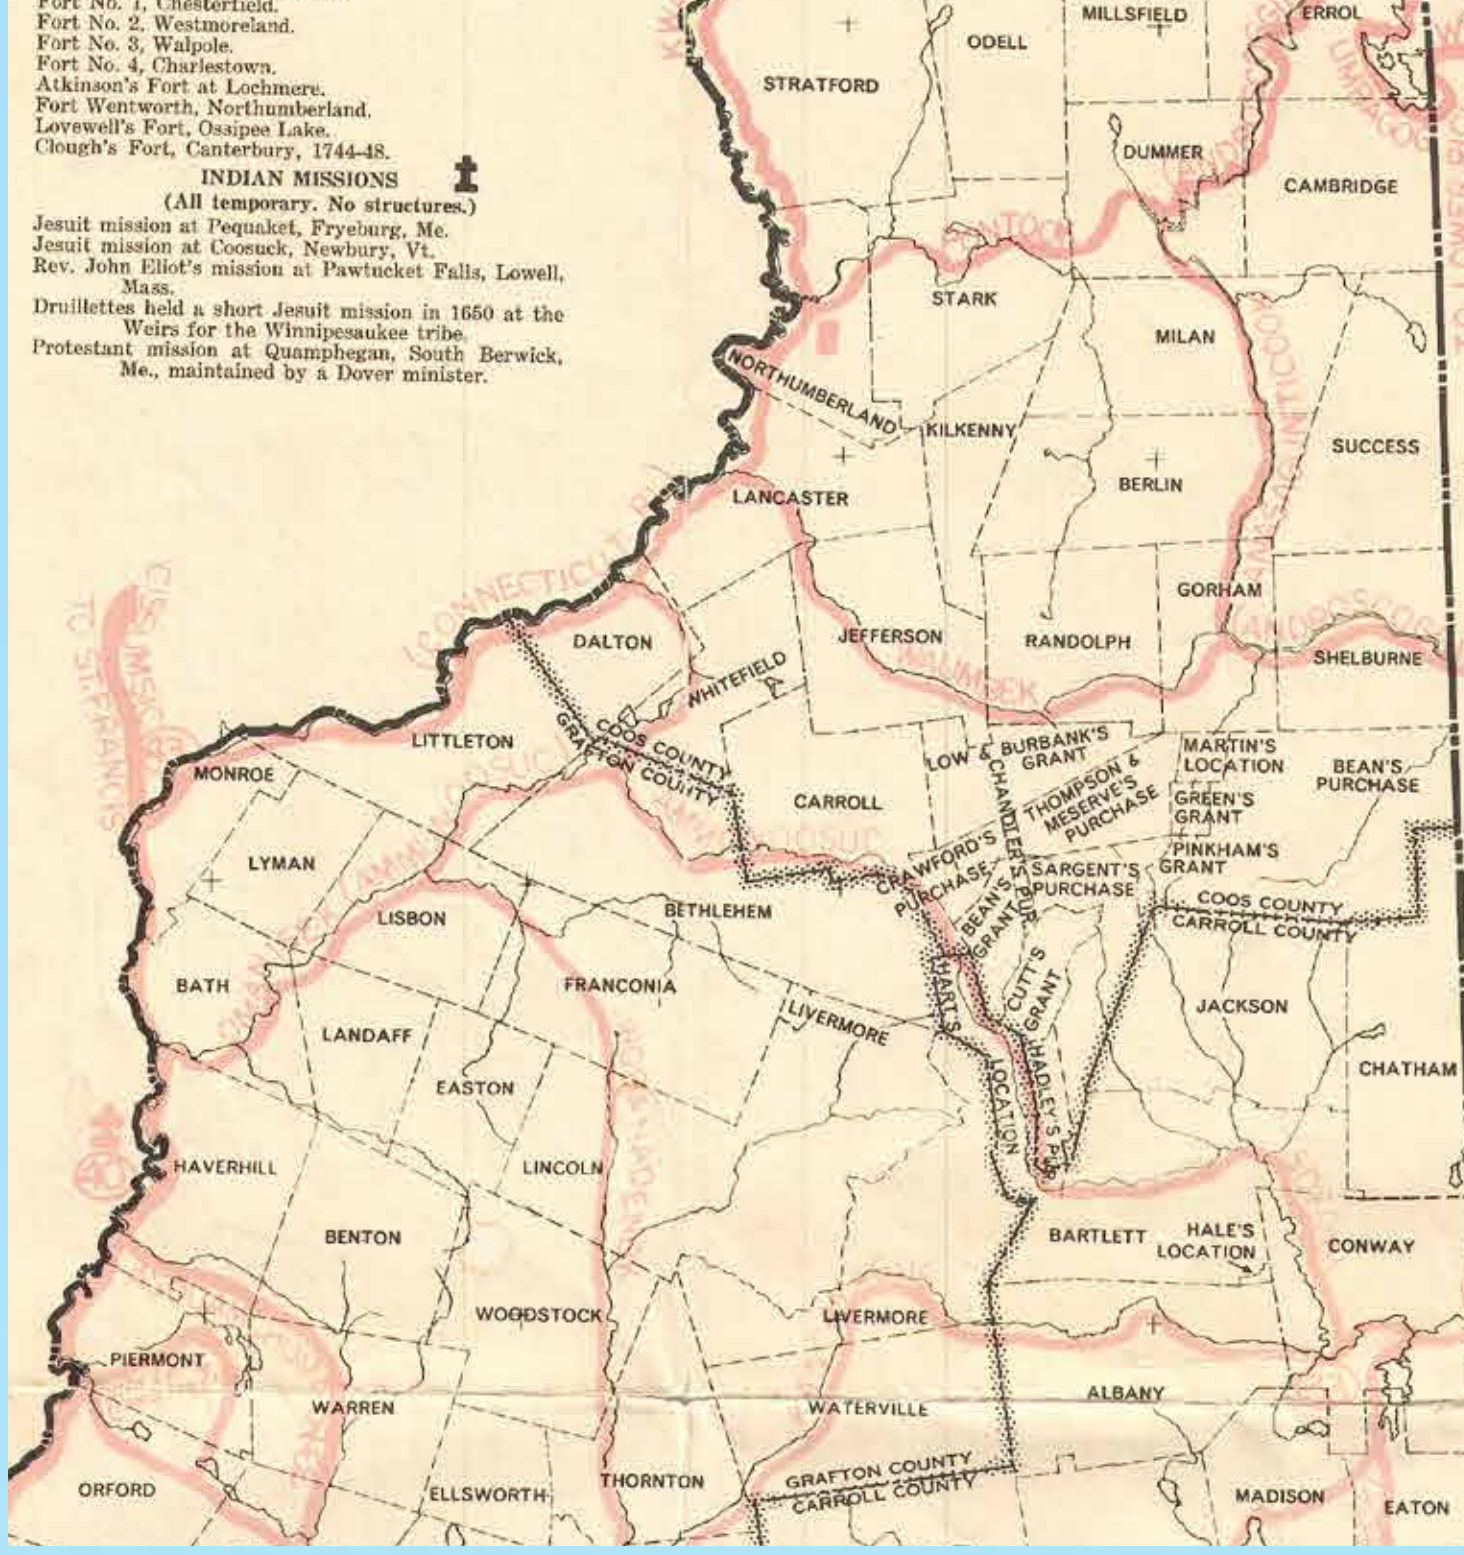 Fort No. 1, Chesterfield.
Fort No. 2, Westmoreland.
Fort No. 3, Walpole.
Fort No. 4, Charlestown.
Atkinson's Fort at Lochmere.
Fort Wentworth, Northumberland.
Lovewell's Fort, Ossipee Lake.
Clough's Fort, Canterbury, 1744-48.
INDIAN MISSIONS
(All temporary. No structures.)
Jesuit mission at Pequaket, Fryeburg, Me.
Jesuit mission at Coosuck, Newbury, Vt.
Rev. John Eliot's mission at Pawtucket Falls, Lowell,
Mass.
Druillettes held a short Jesuit mission in 1650 at the
Weirs for the Winnipesaukee tribe.
Protestant mission at Quamphegan, South Berwick,
Me., maintained by a Dover minister.
ODELL
MILLSFIELD
ERROL
STRATFORD
DUMMER
CAMBRIDGE
STARK
MILAN
NORTHUMBERLAND
KILKENNY
SUCCESS
LANCASTER
BERLIN
GORHAM
CONNECTICUT
DALTON
JEFFERSON
RANDOLPH
SHELBURNE
WHITEFIELD
TO ST. FRANCIS
LITTLETON
COOS COUNTY
GRAFTON COUNTY
MONROE
CARROLL
LOW &
BURBANK'S
GRANT
CHANDLER'S PUR.
THOMPSON &
MESERVE'S
PURCHASE
MARTIN'S
LOCATION
BEAN'S
PURCHASE
GREEN'S
GRANT
PINKHAM'S
GRANT
LYMAN
CRAWFORD'S
PURCHASE
SARGENT'S
PURCHASE
BEAN'S
GRANT
COOS COUNTY
CARROLL COUNTY
LISBON
BETHLEHEM
BATH
FRANCONIA
LIVERMORE
HART'S
LOCATION
CUTT'S
GRANT
HADLEY'S PUR.
JACKSON
LANDAFF
EASTON
CHATHAM
HAVERHILL
LINCOLN
BENTON
BARTLETT
HALE'S
LOCATION
CONWAY
WOODSTOCK
LIVERMORE
PIERMONT
WARREN
WATERVILLE
ALBANY
ORFORD
ELLSWORTH
THORNTON
GRAFTON COUNTY
CARROLL COUNTY
MADISON
EATON